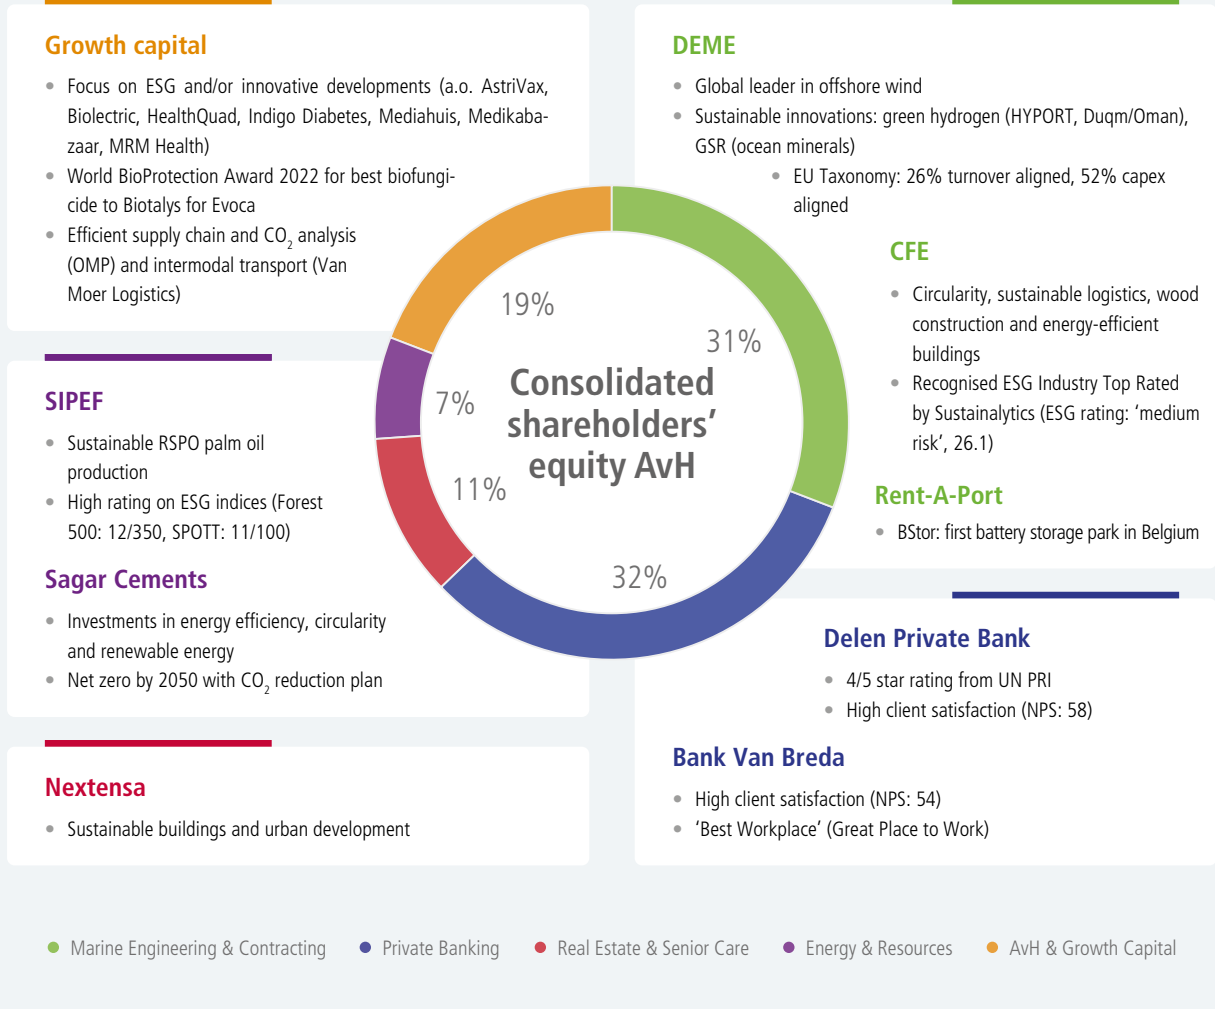 Growth capital
• Focus on ESG and/or innovative developments (a.o. AstriVax,
Biolectric, HealthQuad, Indigo Diabetes, Mediahuis, Medikaba-
zaar, MRM Health)
• World BioProtection Award 2022 for best biofungi-
cide to Biotalys for Evoca
• Efficient supply chain and CO₂ analysis
(OMP) and intermodal transport (Van
Moer Logistics)
SIPEF
• Sustainable RSPO palm oil
production
• High rating on ESG indices (Forest
500: 12/350, SPOTT: 11/100)
Sagar Cements
• Investments in energy efficiency, circularity
and renewable energy
• Net zero by 2050 with CO₂ reduction plan
Nextensa
• Sustainable buildings and urban development
19%
31%
7%
11%
32%
Consolidated
shareholders’
equity AvH
DEME
• Global leader in offshore wind
• Sustainable innovations: green hydrogen (HYPORT, Duqm/Oman),
GSR (ocean minerals)
• EU Taxonomy: 26% turnover aligned, 52% capex
aligned
CFE
• Circularity, sustainable logistics, wood
construction and energy-efficient
buildings
• Recognised ESG Industry Top Rated
by Sustainalytics (ESG rating: ‘medium
risk’, 26.1)
Rent-A-Port
• BStor: first battery storage park in Belgium
Delen Private Bank
• 4/5 star rating from UN PRI
• High client satisfaction (NPS: 58)
Bank Van Breda
• High client satisfaction (NPS: 54)
• ‘Best Workplace’ (Great Place to Work)
• Marine Engineering & Contracting • Private Banking • Real Estate & Senior Care • Energy & Resources • AvH & Growth Capital